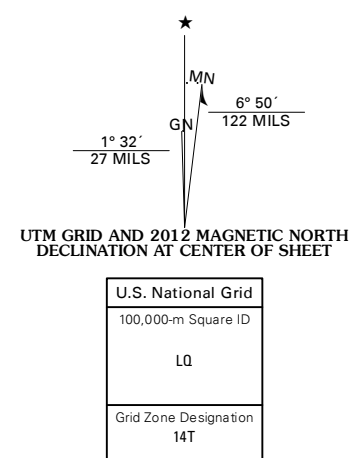 ★
MN
6° 50´
122 MILS
GN
1° 32´
27 MILS
UTM GRID AND 2012 MAGNETIC NORTH
DECLINATION AT CENTER OF SHEET
U.S. National Grid
100,000-m Square ID
LQ
Grid Zone Designation
14T